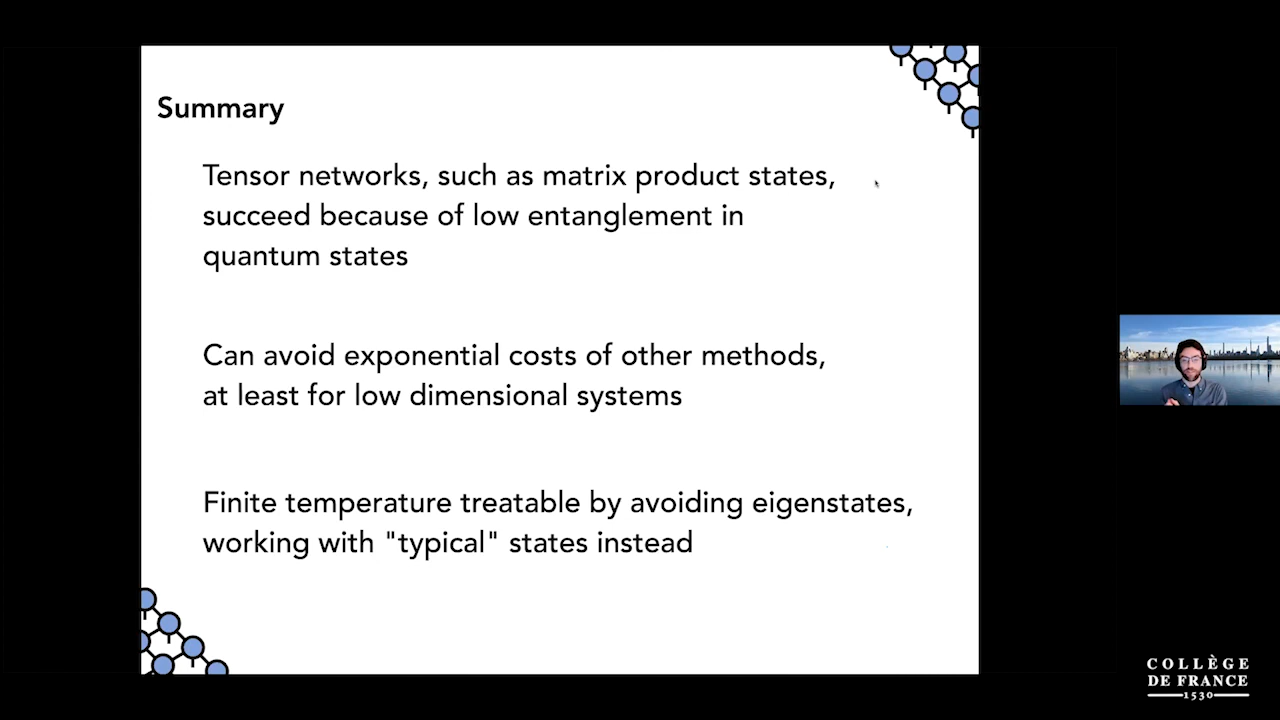 Summary
Tensor networks, such as matrix product states,
succeed because of low entanglement in
quantum states
Can avoid exponential costs of other methods,
at least for low dimensional systems
Finite temperature treatable by avoiding eigenstates,
working with "typical" states instead
COLLÈGE
DE FRANCE
1530